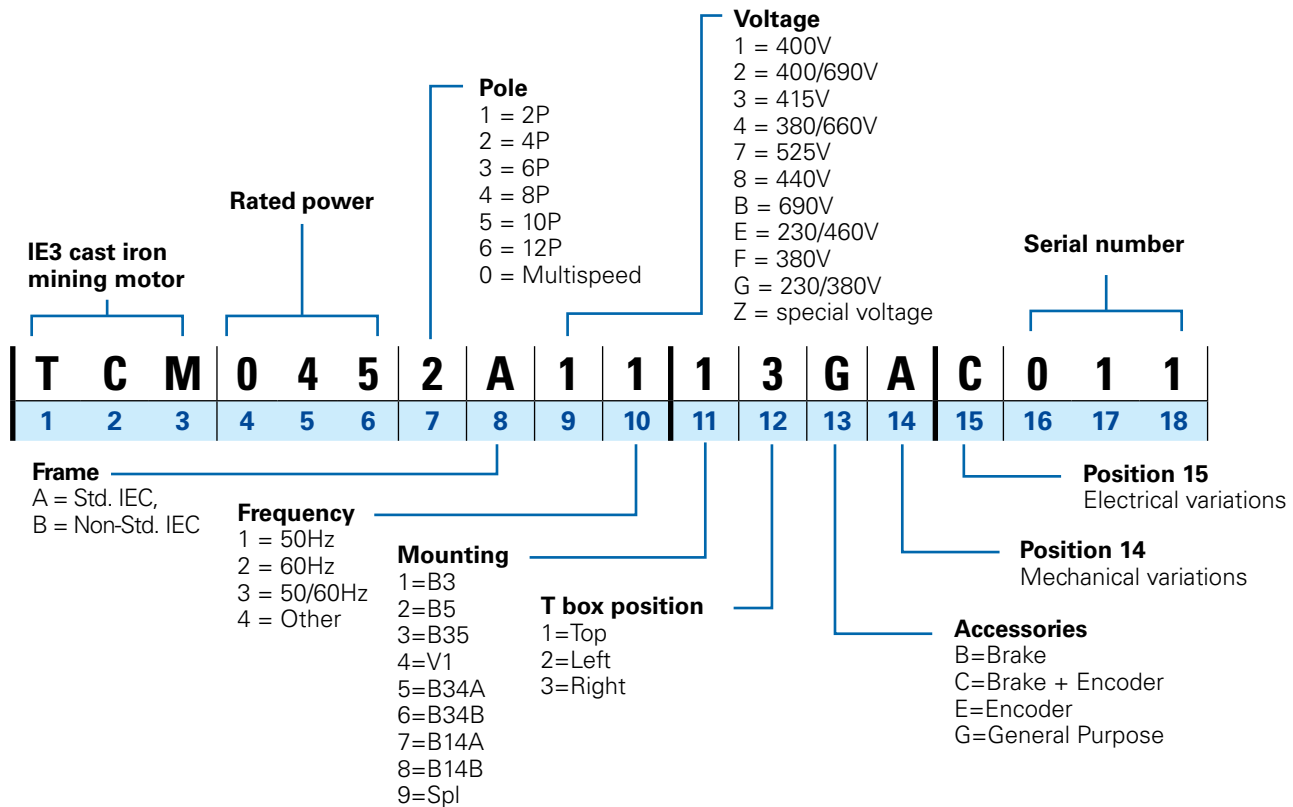 Voltage
1 = 400V
2 = 400/690V
3 = 415V
4 = 380/660V
7 = 525V
8 = 440V
B = 690V
E = 230/460V
F = 380V
G = 230/380V
Z = special voltage
Pole
1 = 2P
2 = 4P
3 = 6P
4 = 8P
5 = 10P
6 = 12P
0 = Multispeed
Rated power
IE3 cast iron
mining motor
Serial number
T C M 0 4 5 2 A 1 1 1 3 G A C 0 1 1
1 2 3 4 5 6 7 8 9 10 11 12 13 14 15 16 17 18
Frame
A = Std. IEC,
B = Non-Std. IEC
Frequency
1 = 50Hz
2 = 60Hz
3 = 50/60Hz
4 = Other
Mounting
1=B3
2=B5
3=B35
4=V1
5=B34A
6=B34B
7=B14A
8=B14B
9=Spl
T box position
1=Top
2=Left
3=Right
Accessories
B=Brake
C=Brake + Encoder
E=Encoder
G=General Purpose
Position 14
Mechanical variations
Position 15
Electrical variations